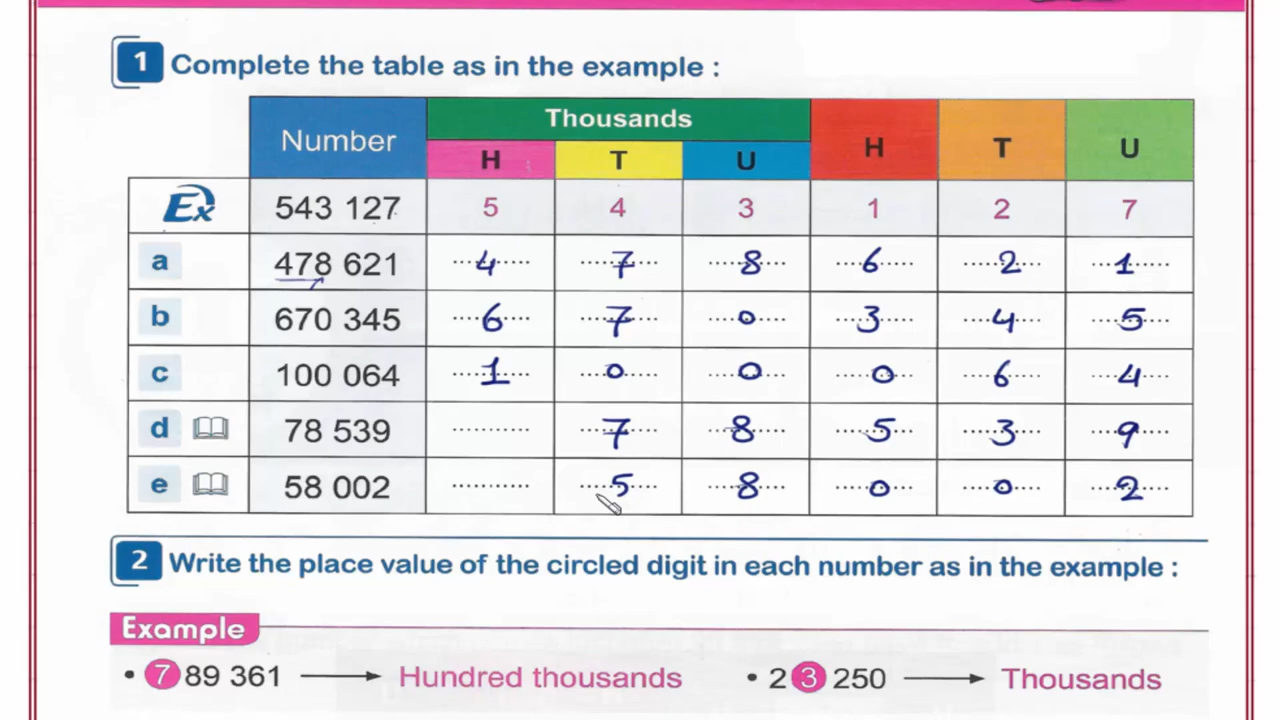 1 Complete the table as in the example :
Number Thousands H T U
H T U
Ex 543 127 5 4 3 1 2 7
a 478 621 4 7 8 6 2 1
b 670 345 6 7 0 3 4 5
c 100 064 1 0 0 0 6 4
d 78 539 7 8 5 3 9
e 58 002 5 8 0 0 2
2 Write the place value of the circled digit in each number as in the example :
Example
• 789 361 → Hundred thousands • 23 250 → Thousands